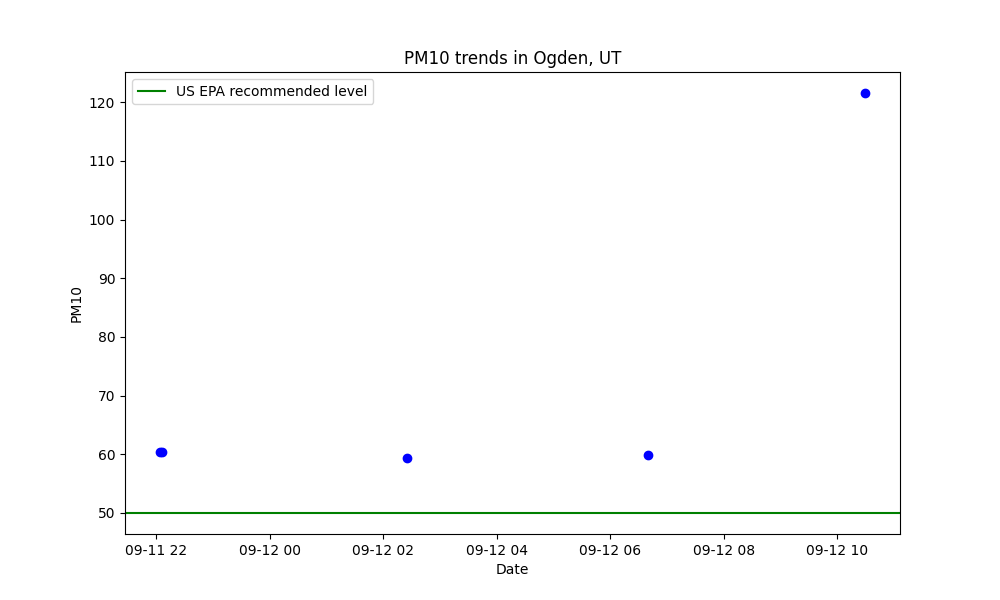 PM10 trends in Ogden, UT
US EPA recommended level
120
110
100
90
80
70
60
50
PM10
09-11 22 09-12 00 09-12 02 09-12 04 09-12 06 09-12 08 09-12 10
Date